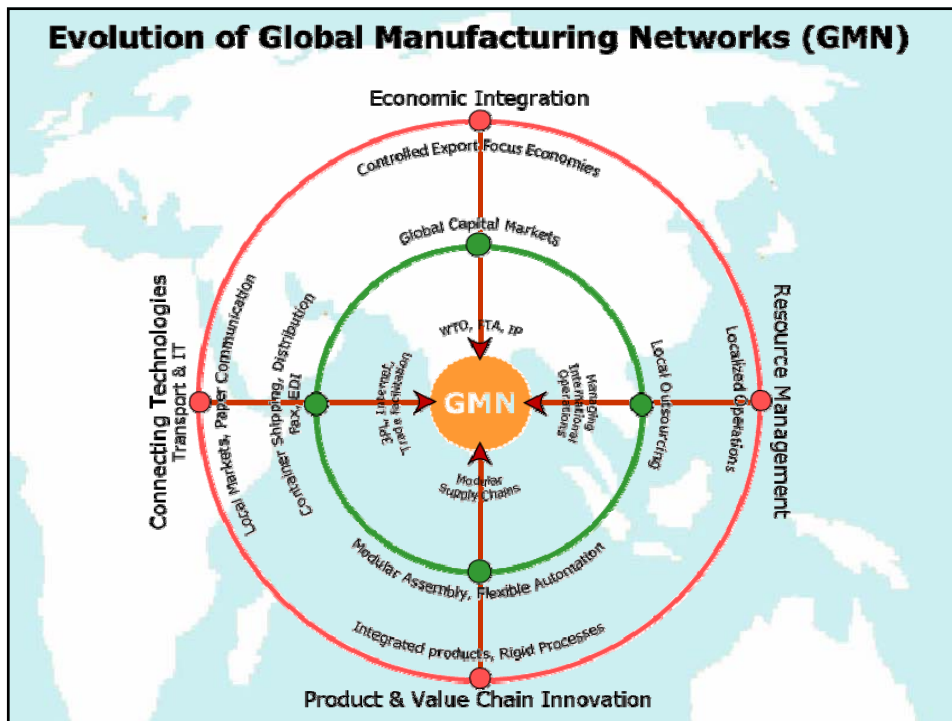 Evolution of Global Manufacturing Networks (GMN)
Economic Integration
Controlled Export Focus Economies
Global Capital Markets
WTO, FTA, IP
Connecting Technologies
Transport & IT
Local Markets, Paper Communication
Container Shipping, Distribution
fax, EDI
3PL, Internet,
Trade facilitation
GMN
Managing
International
Operations
Local Outsourcing
Localized Operations
Resource Management
Modular
Supply Chains
Modular Assembly, Flexible Automation
Integrated products, Rigid Processes
Product & Value Chain Innovation